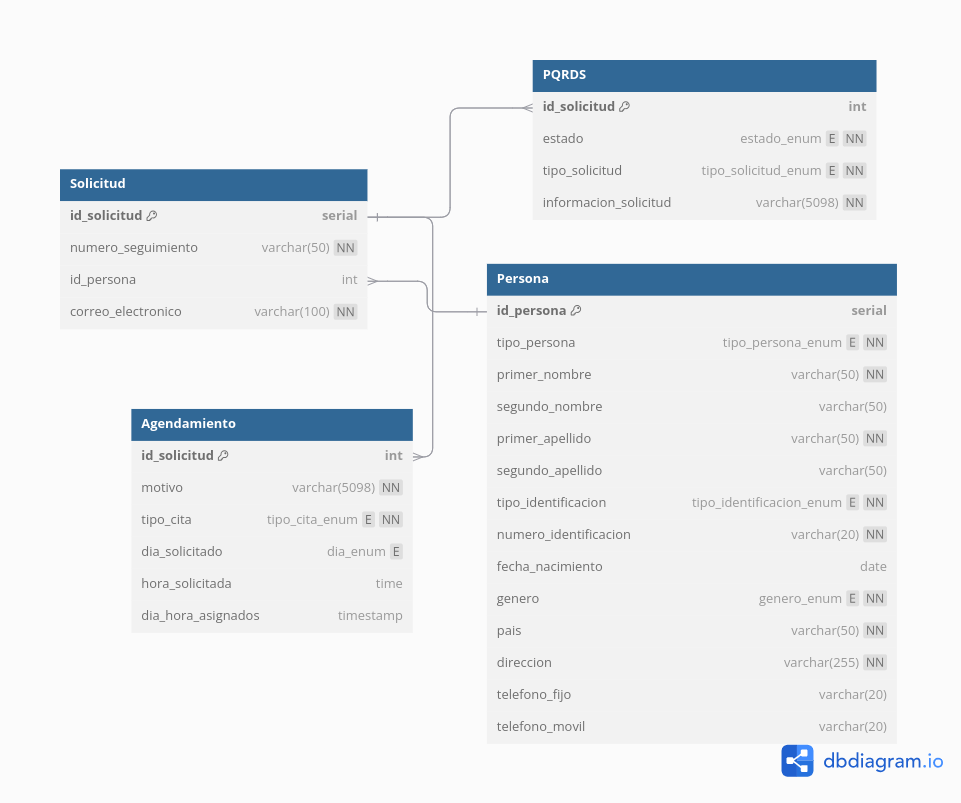 PQRDS
id_solicitud int
estado estado_enum E NN
tipo_solicitud tipo_solicitud_enum E NN
informacion_solicitud varchar(5098) NN
Solicitud
id_solicitud serial
numero_seguimiento varchar(50) NN
id_persona int
correo_electronico varchar(100) NN
Persona
id_persona serial
tipo_persona tipo_persona_enum E NN
primer_nombre varchar(50) NN
segundo_nombre varchar(50)
primer_apellido varchar(50) NN
segundo_apellido varchar(50)
tipo_identificacion tipo_identificacion_enum E NN
numero_identificacion varchar(20) NN
fecha_nacimiento date
genero genero_enum E NN
pais varchar(50) NN
direccion varchar(255) NN
telefono_fijo varchar(20)
telefono_movil varchar(20)
Agendamiento
id_solicitud int
motivo varchar(5098) NN
tipo_cita tipo_cita_enum E NN
dia_solicitado dia_enum E
hora_solicitada time
dia_hora_asignados timestamp
dbdiagram.io